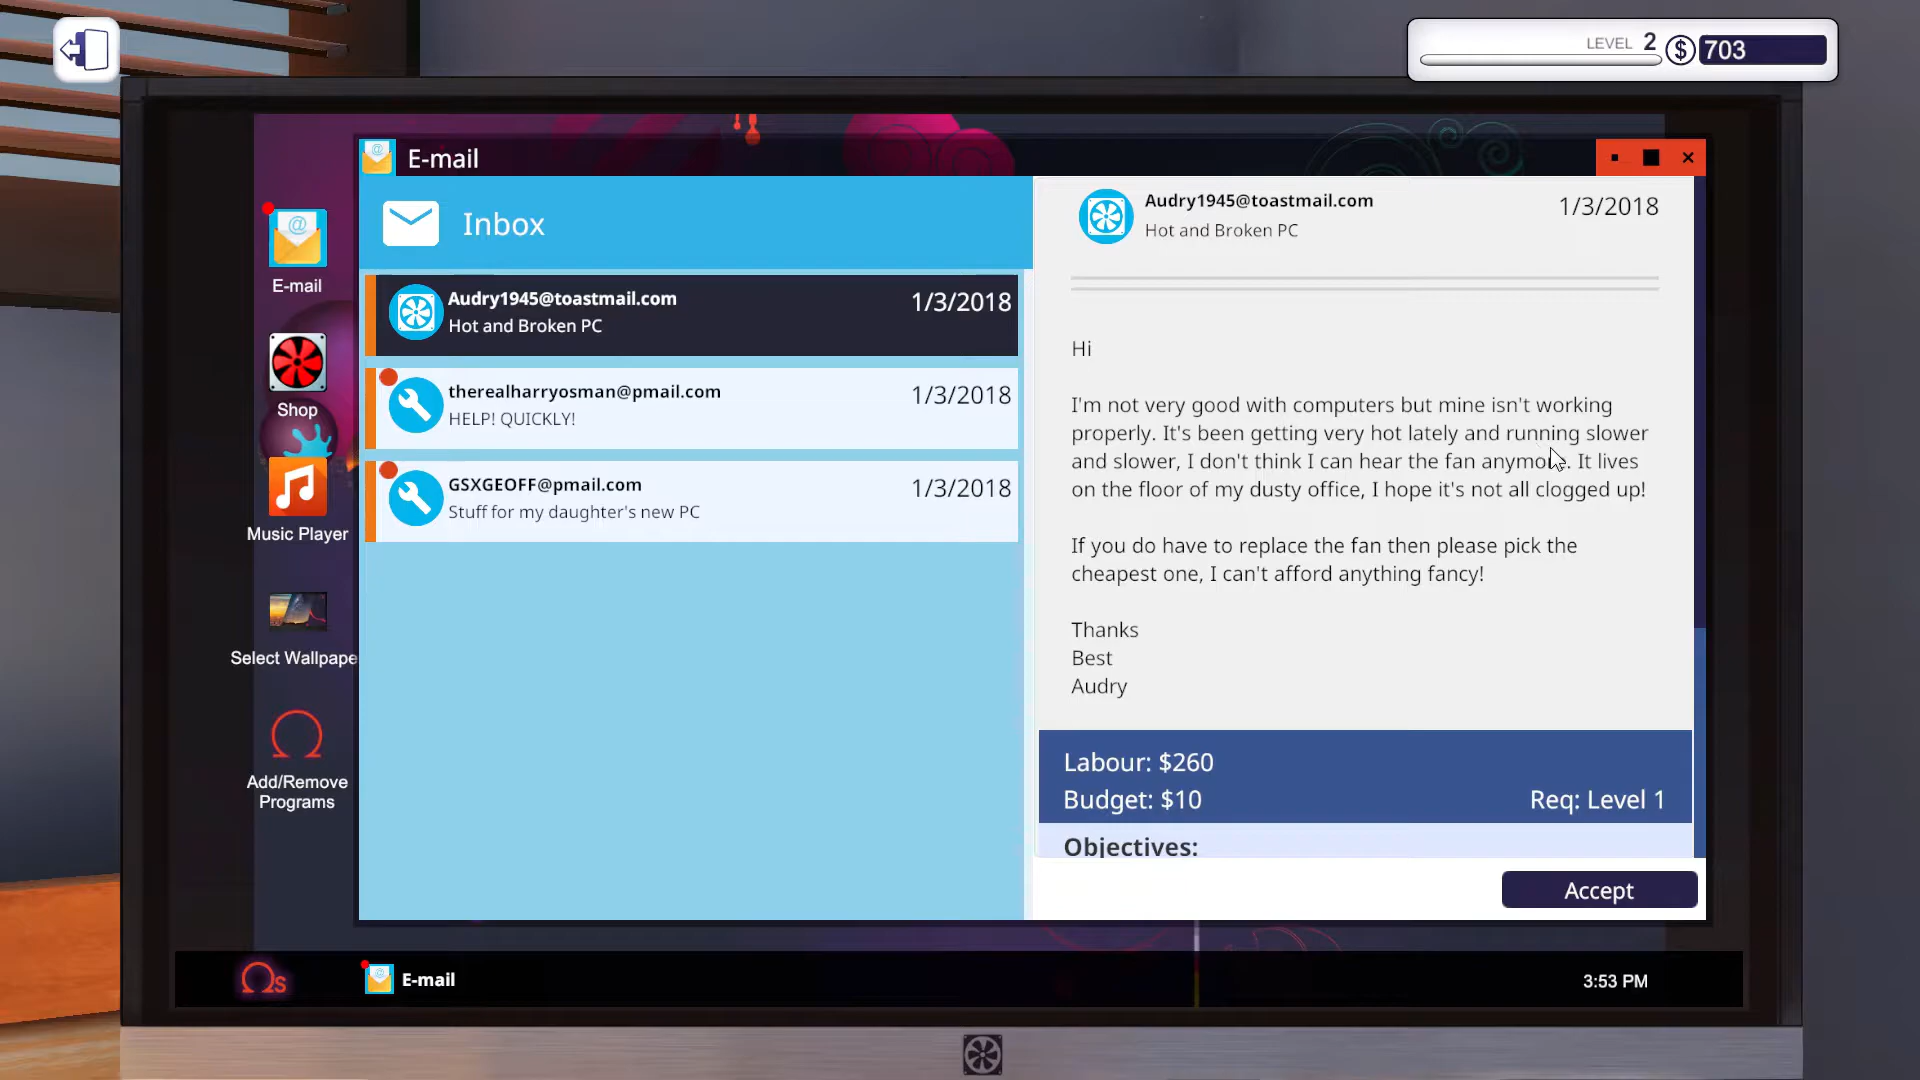 LEVEL 2 $ 703
E-mail
Inbox
Audry1945@toastmail.com 1/3/2018
Hot and Broken PC
therealharryosman@pmail.com 1/3/2018
HELP! QUICKLY!
GSXGEOFF@pmail.com 1/3/2018
Stuff for my daughter's new PC
Audry1945@toastmail.com 1/3/2018
Hot and Broken PC
Hi
I'm not very good with computers but mine isn't working
properly. It's been getting very hot lately and running slower
and slower, I don't think I can hear the fan anymore. It lives
on the floor of my dusty office, I hope it's not all clogged up!
If you do have to replace the fan then please pick the
cheapest one, I can't afford anything fancy!
Thanks
Best
Audry
Labour: $260
Budget: $10 Req: Level 1
Objectives:
Accept
E-mail
Shop
Music Player
Select Wallpape
Add/Remove
Programs
Ωs E-mail 3:53 PM